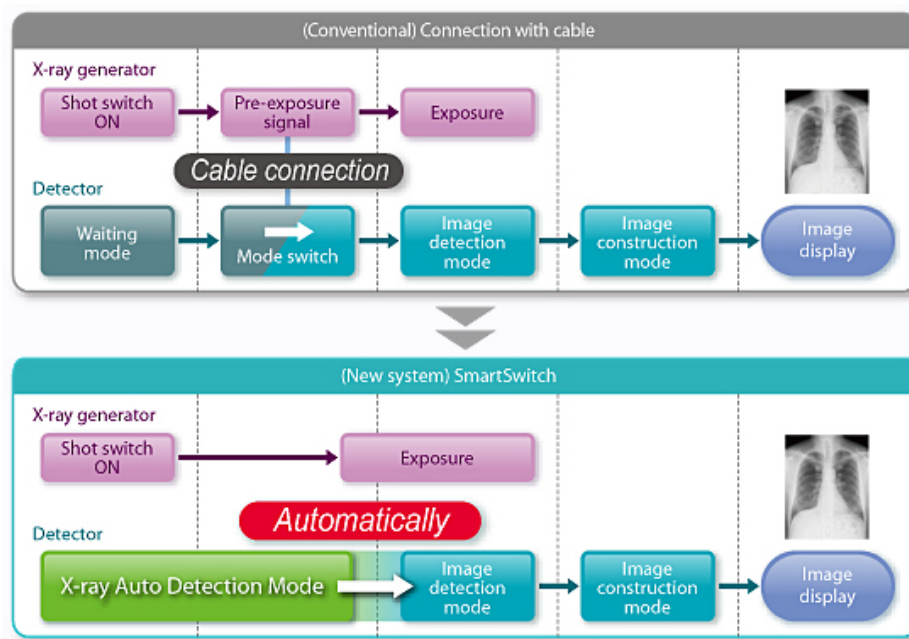 (Conventional) Connection with cable
X-ray generator
Shot switch
ON
Pre-exposure
signal
Exposure
Cable connection
Detector
Waiting
mode
Mode switch
Image
detection
mode
Image
construction
mode
Image
display
(New system) SmartSwitch
X-ray generator
Shot switch
ON
Exposure
Automatically
Detector
X-ray Auto Detection Mode
Image
detection
mode
Image
construction
mode
Image
display